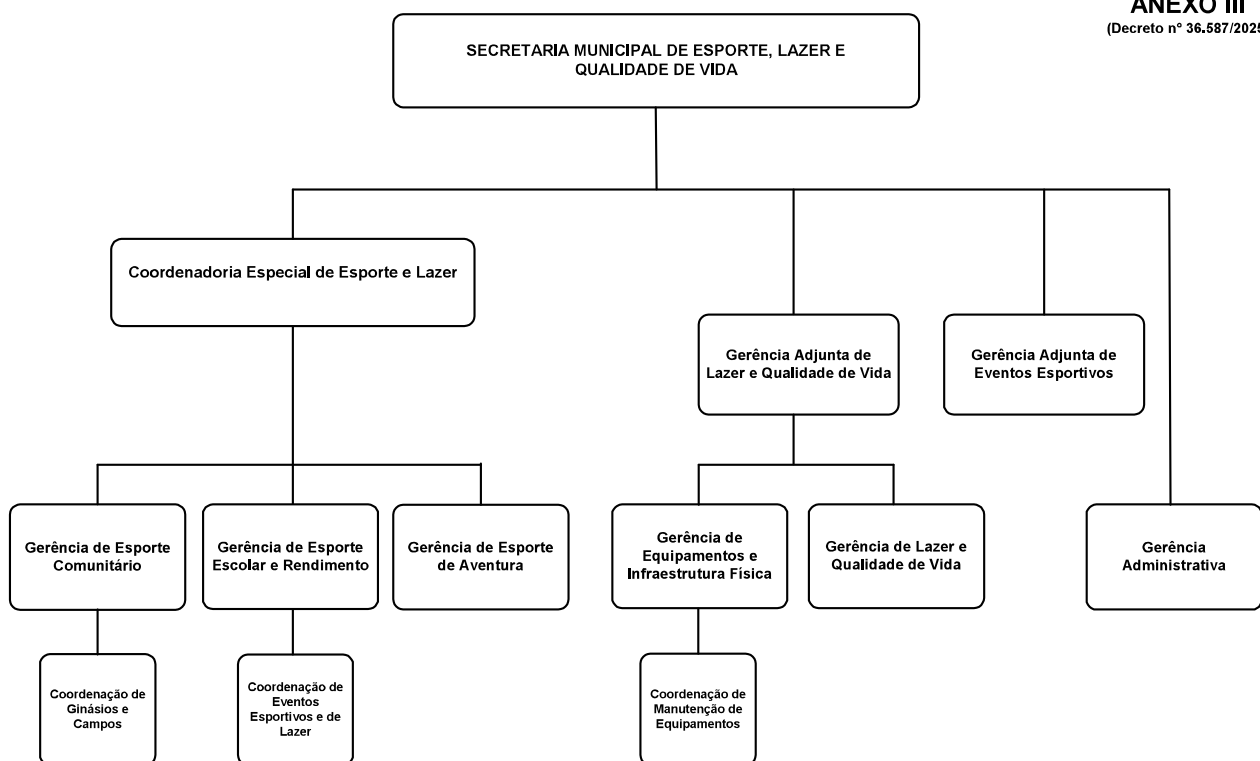 ANEXO III
(Decreto nº 36.587/2025
SECRETARIA MUNICIPAL DE ESPORTE, LAZER E
QUALIDADE DE VIDA
Coordenadoria Especial de Esporte e Lazer
Gerência Adjunta de
Lazer e Qualidade de Vida
Gerência Adjunta de
Eventos Esportivos
Gerência de Esporte
Comunitário
Gerência de Esporte
Escolar e Rendimento
Gerência de Esporte
de Aventura
Gerência de
Equipamentos e
Infraestrutura Física
Gerência de Lazer e
Qualidade de Vida
Gerência
Administrativa
Coordenação de
Ginásios e
Campos
Coordenação de
Eventos
Esportivos e de
Lazer
Coordenação de
Manutenção de
Equipamentos